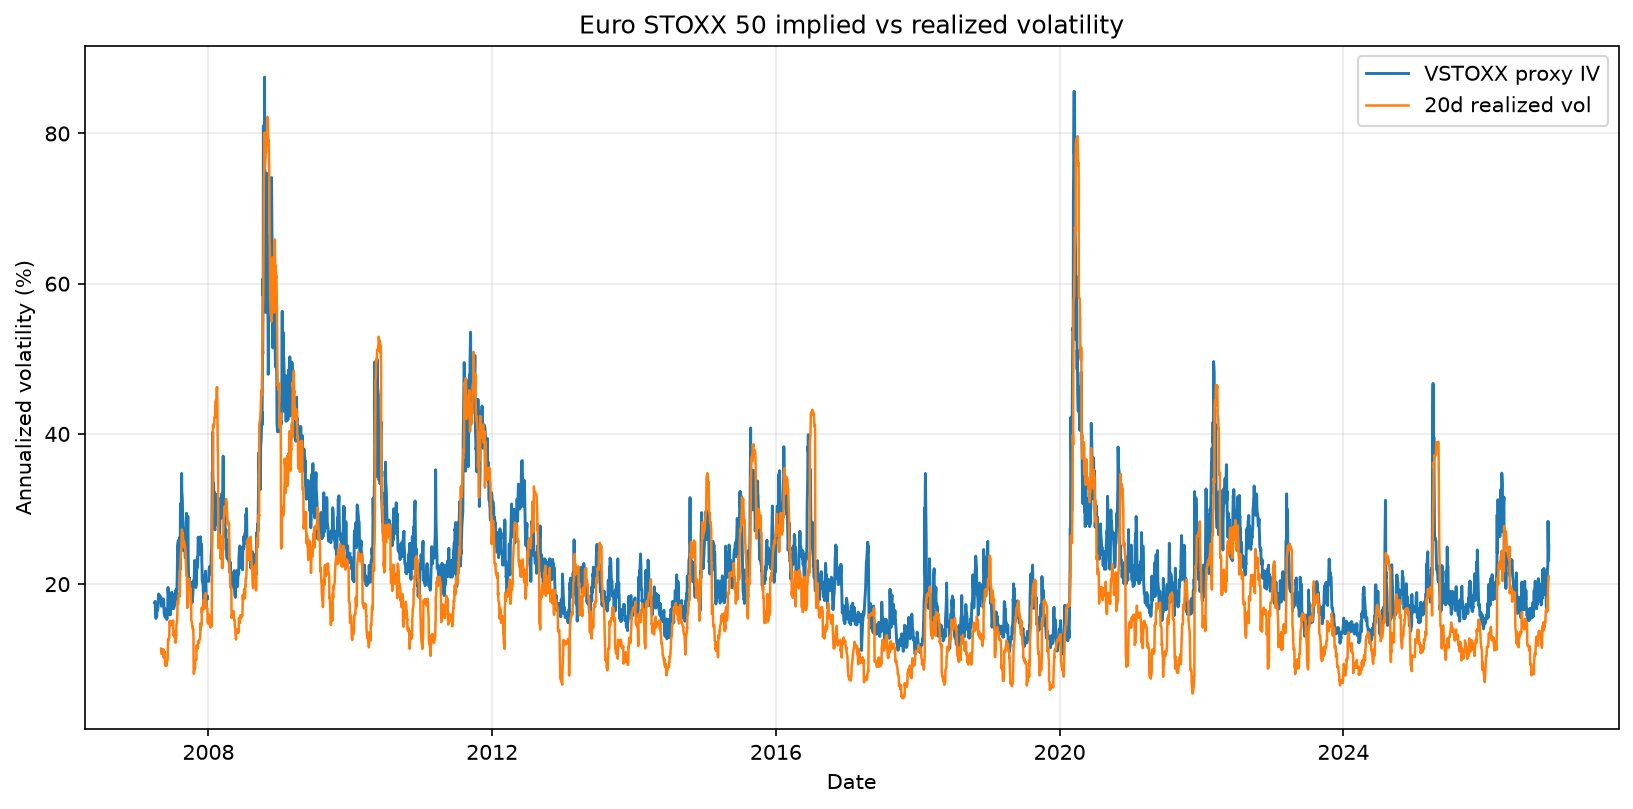 Euro STOXX 50 implied vs realized volatility
VSTOXX proxy IV
20d realized vol
Annualized volatility (%)
80
60
40
20
2008
2012
2016
2020
2024
Date